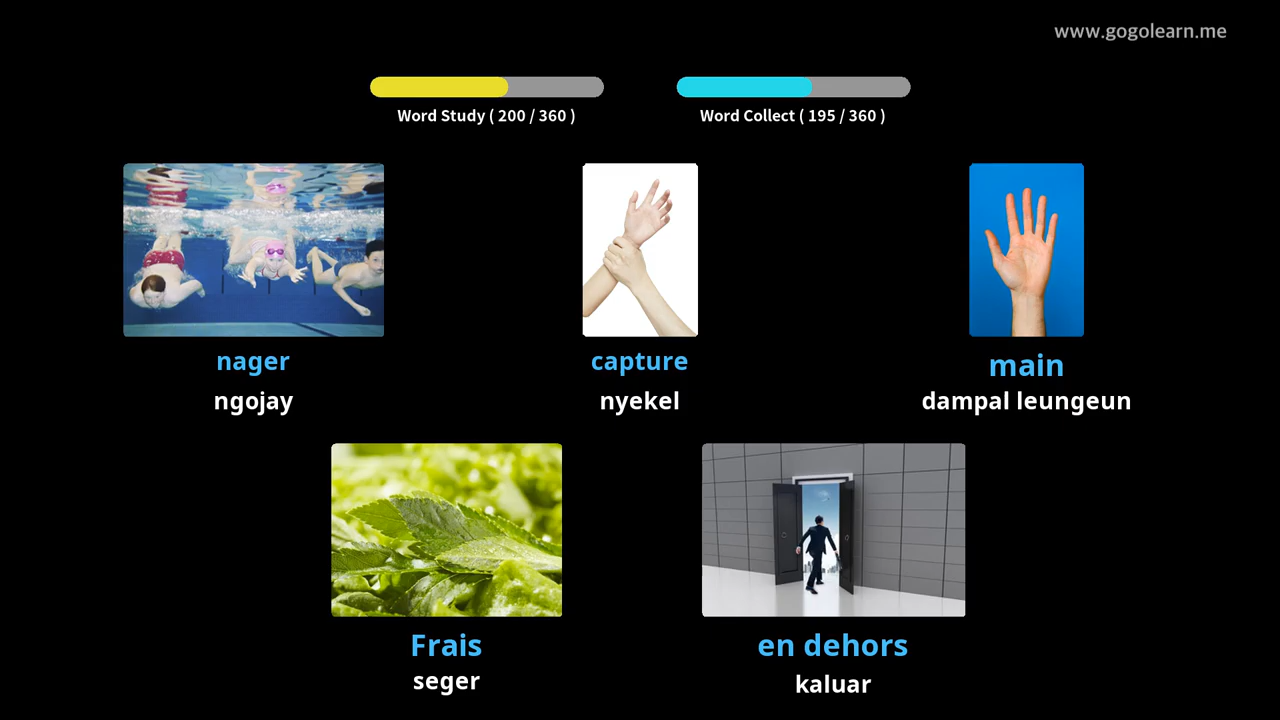 www.gogolearn.me
Word Study ( 200 / 360 )
Word Collect ( 195 / 360 )
nager
ngojay
capture
nyekel
main
dampal leungeun
Frais
seger
en dehors
kaluar